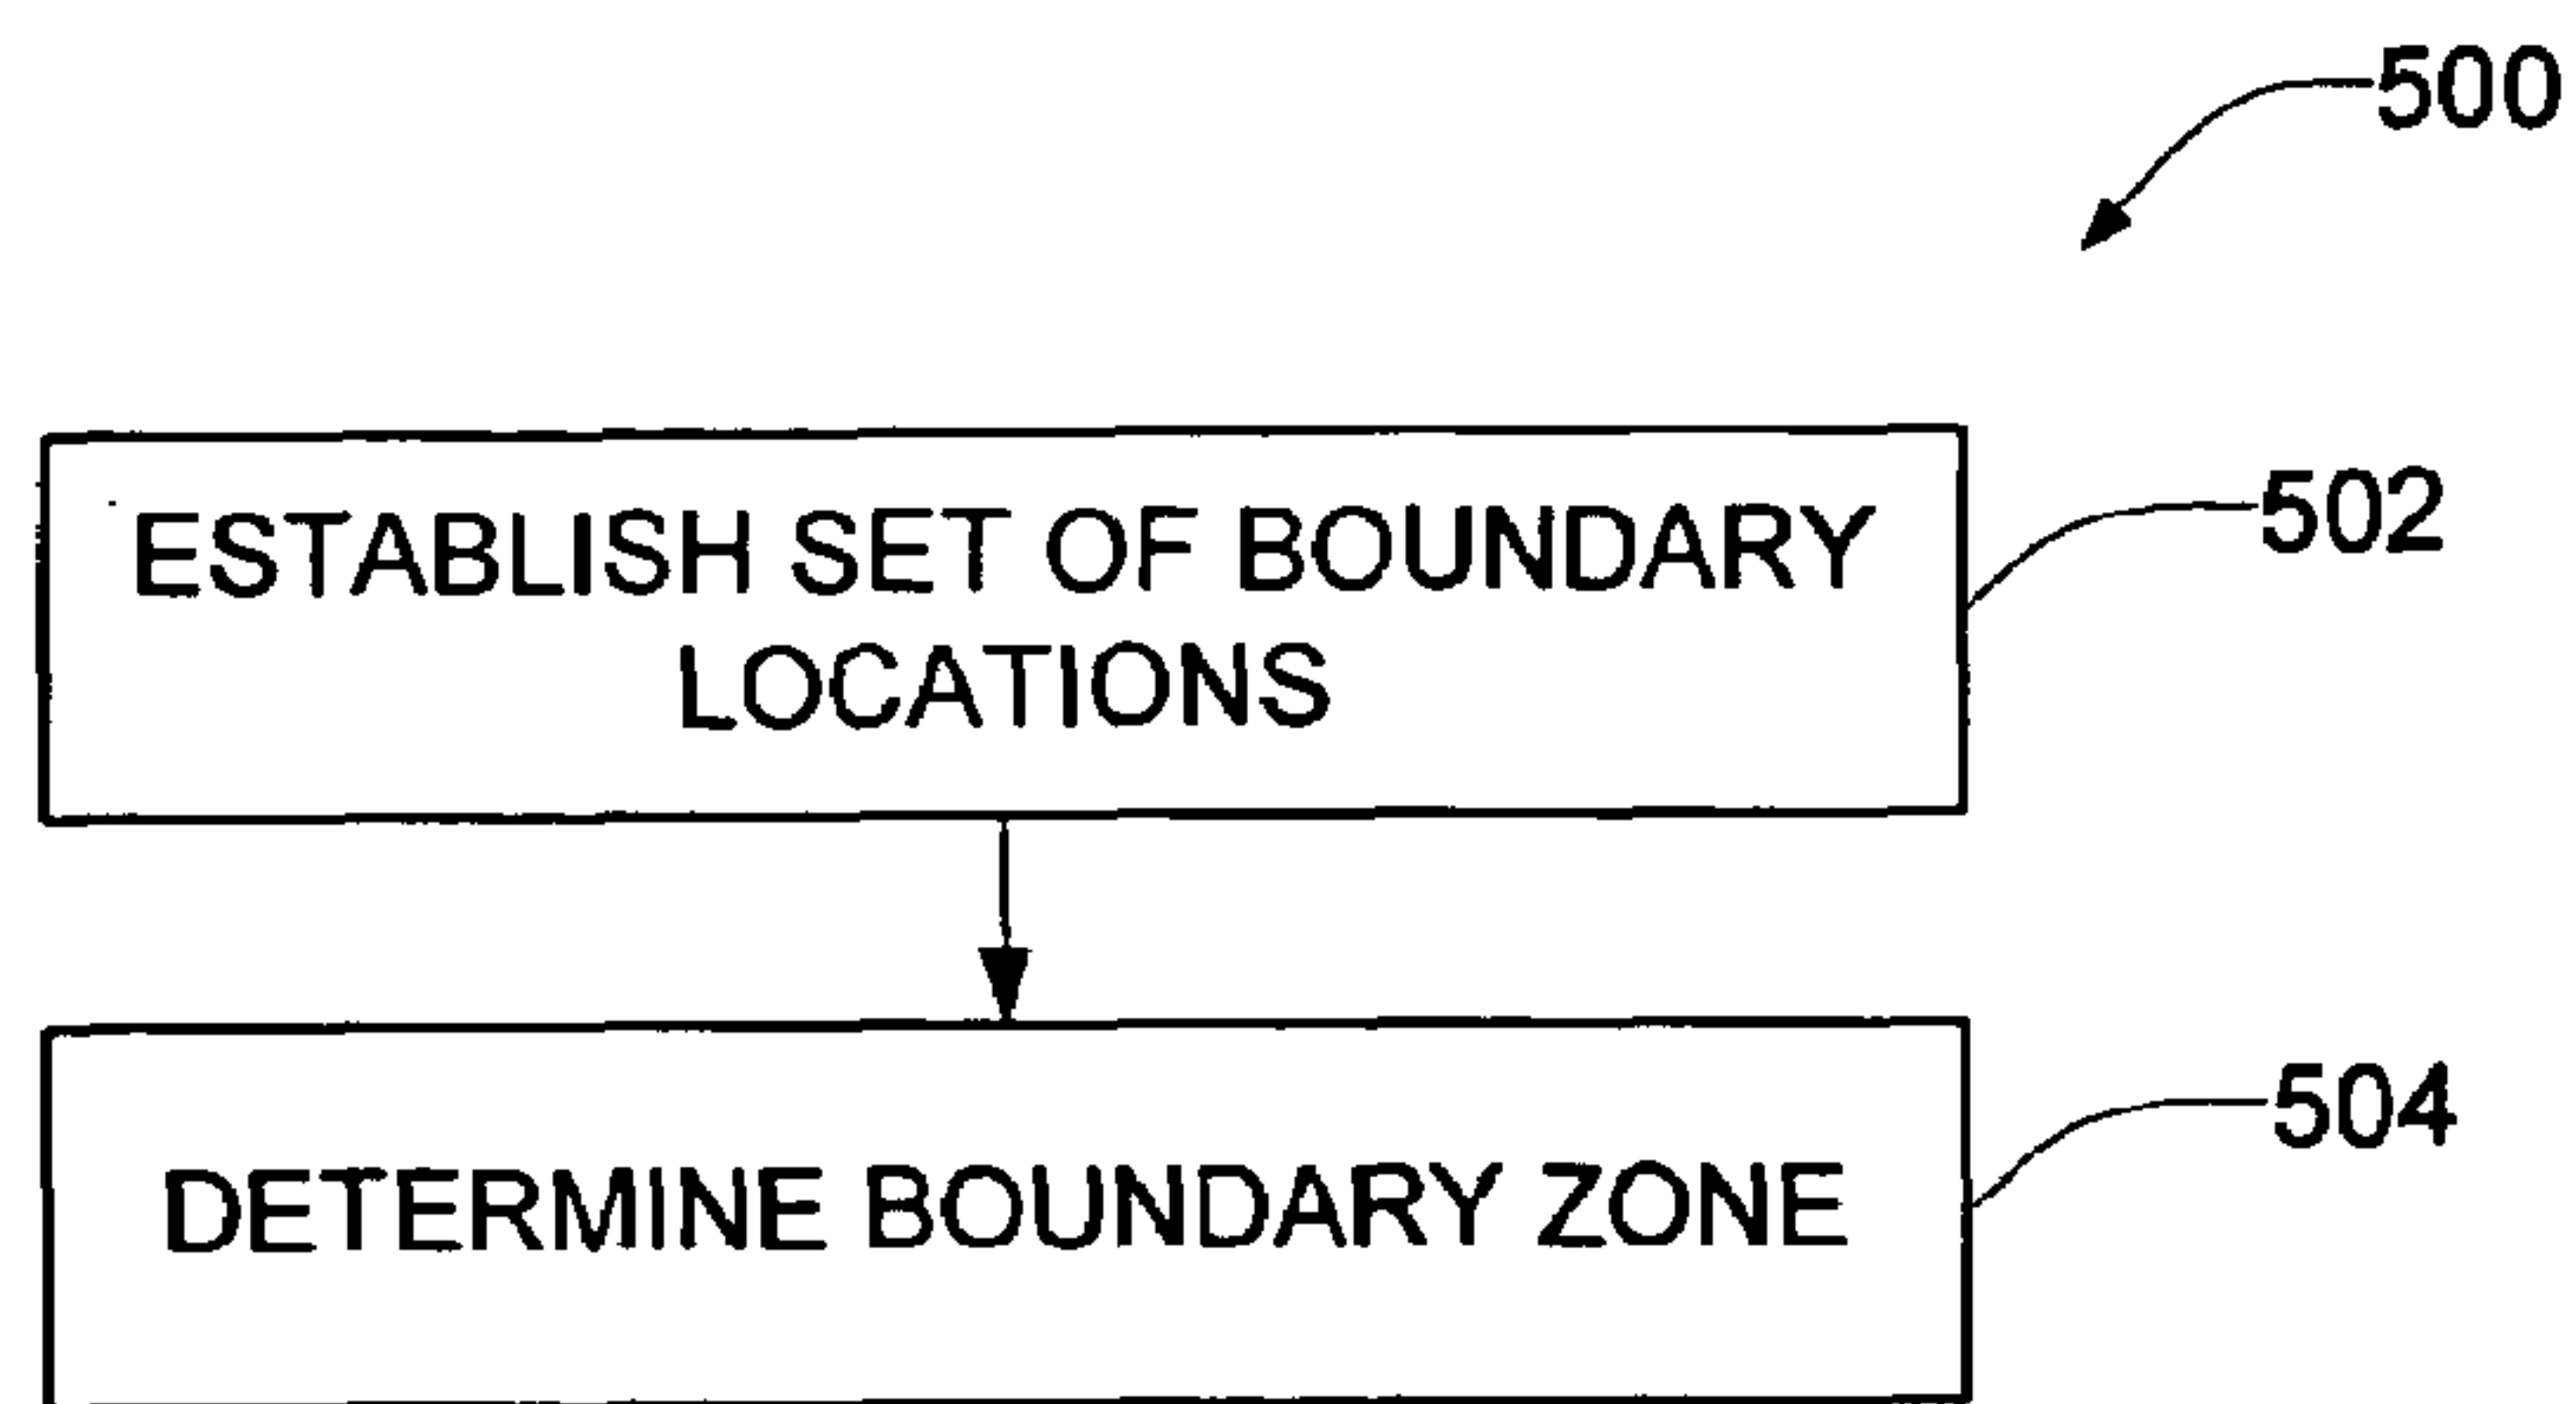 500
ESTABLISH SET OF BOUNDARY
LOCATIONS
502
DETERMINE BOUNDARY ZONE
504